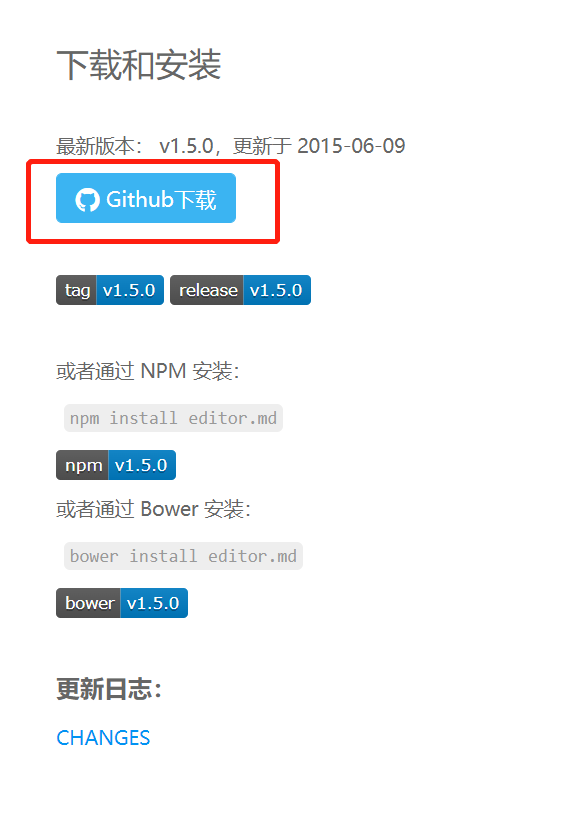 下载和安装
最新版本： v1.5.0，更新于 2015-06-09
Github下载
tag v1.5.0 release v1.5.0
或者通过 NPM 安装：
npm install editor.md
npm v1.5.0
或者通过 Bower 安装：
bower install editor.md
bower v1.5.0
更新日志：
CHANGES